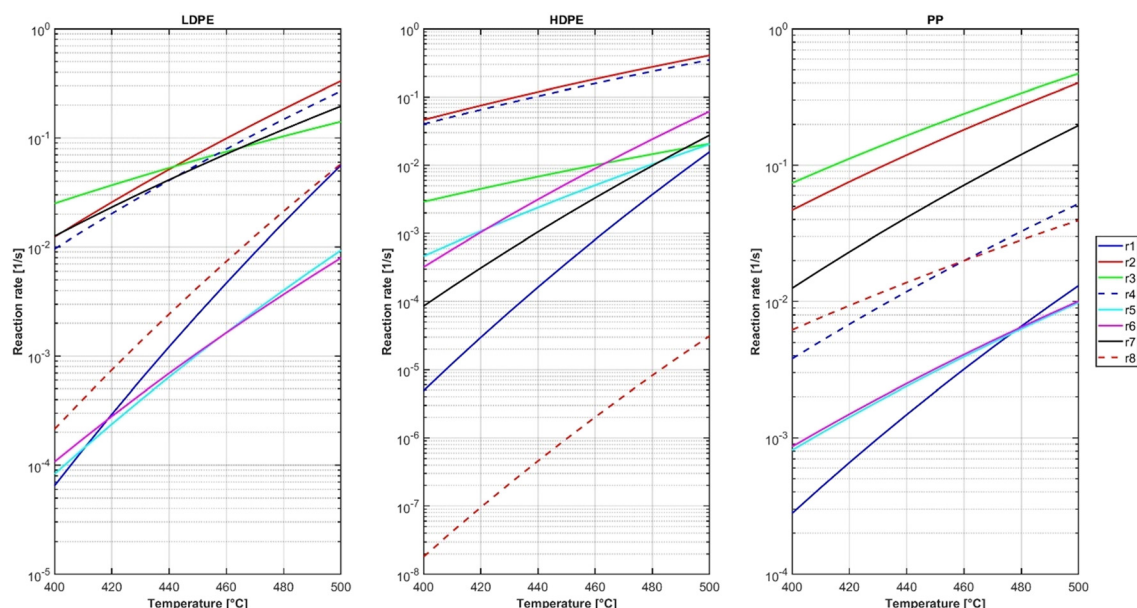 LDPE
Reaction rate [1/s]
10^0
10^-1
10^-2
10^-3
10^-4
10^-5
400 420 440 460 480 500
Temperature [°C]
HDPE
Reaction rate [1/s]
10^0
10^-1
10^-2
10^-3
10^-4
10^-5
10^-6
10^-7
10^-8
400 420 440 460 480 500
Temperature [°C]
PP
Reaction rate [1/s]
10^0
10^-1
10^-2
10^-3
10^-4
400 420 440 460 480 500
Temperature [°C]
r1
r2
r3
r4
r5
r6
r7
r8